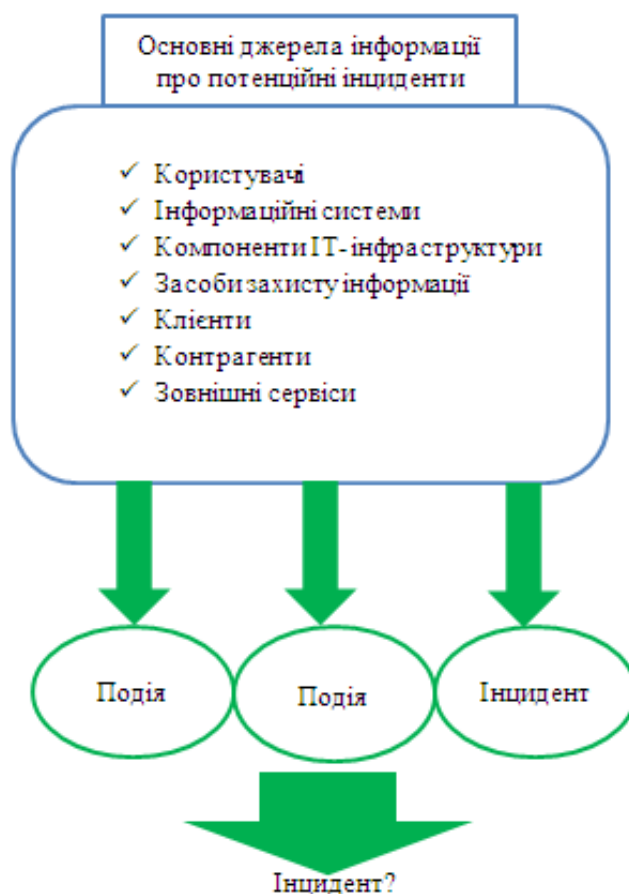 Основні джерела інформації
про потенційні інциденти
✓ Користувачі
✓ Інформаційні системи
✓ Компоненти ІТ-інфраструктури
✓ Засоби захисту інформації
✓ Клієнти
✓ Контрагенти
✓ Зовнішні сервіси
Подія
Подія
Інцидент
Інцидент?